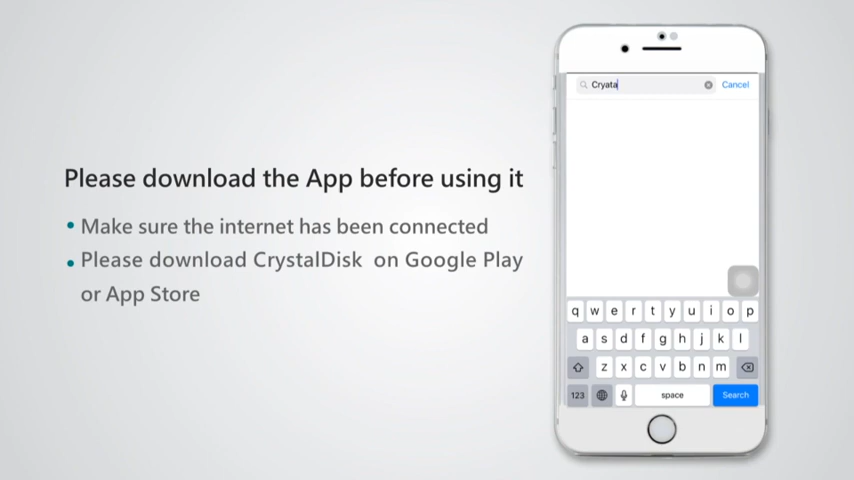 Please download the App before using it
• Make sure the internet has been connected
• Please download CrystalDisk on Google Play
or App Store
Cryata
Cancel
q w e r t y u i o p
a s d f g h j k l
z x c v b n m
123 space Search